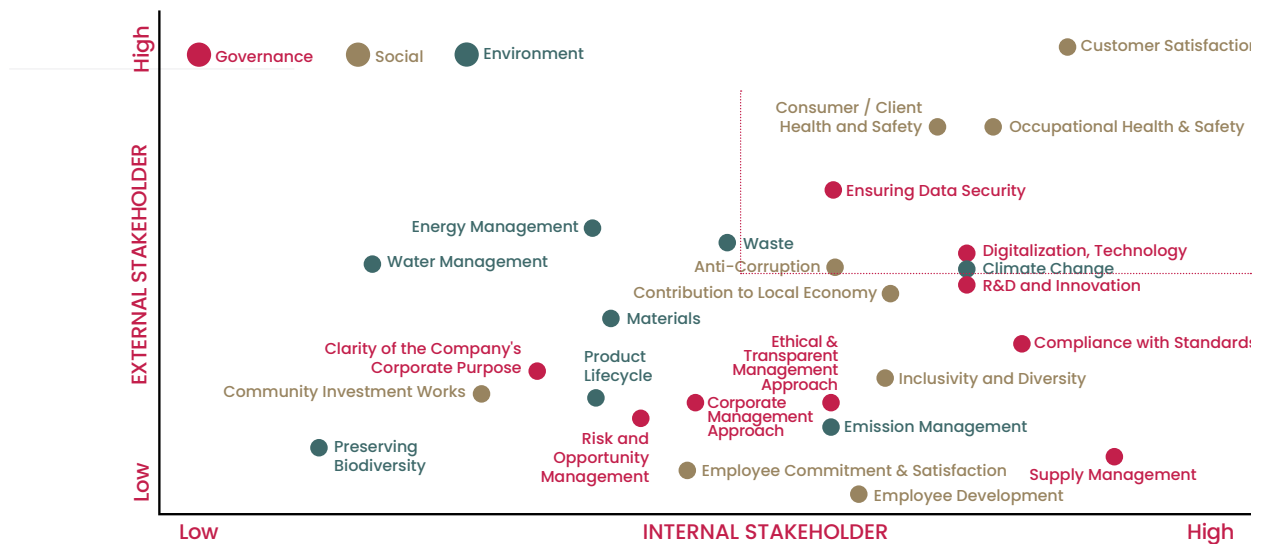 High
Governance
Social
Environment
Customer Satisfaction
Consumer / Client
Health and Safety
Occupational Health & Safety
EXTERNAL STAKEHOLDER
Ensuring Data Security
Energy Management
Waste
Water Management
Anti-Corruption
Digitalization, Technology
Climate Change
R&D and Innovation
Contribution to Local Economy
Materials
Clarity of the Company's
Corporate Purpose
Product
Lifecycle
Ethical &
Transparent
Management
Approach
Compliance with Standards
Community Investment Works
Inclusivity and Diversity
Corporate
Management
Approach
Emission Management
Preserving
Biodiversity
Risk and
Opportunity
Management
Employee Commitment & Satisfaction
Supply Management
Employee Development
Low
Low
INTERNAL STAKEHOLDER
High